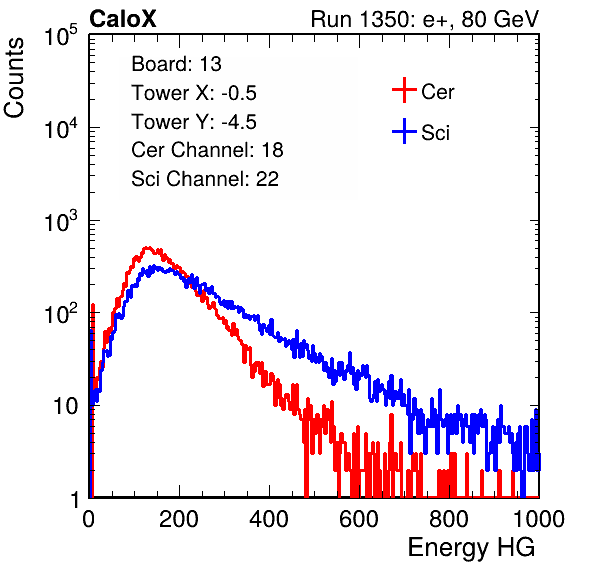 CaloX Run 1350: e+, 80 GeV
Counts
Board: 13
Tower X: -0.5
Tower Y: -4.5
Cer Channel: 18
Sci Channel: 22
Cer
Sci
10^5
10^4
10^3
10^2
10
1
0 200 400 600 800 1000
Energy HG